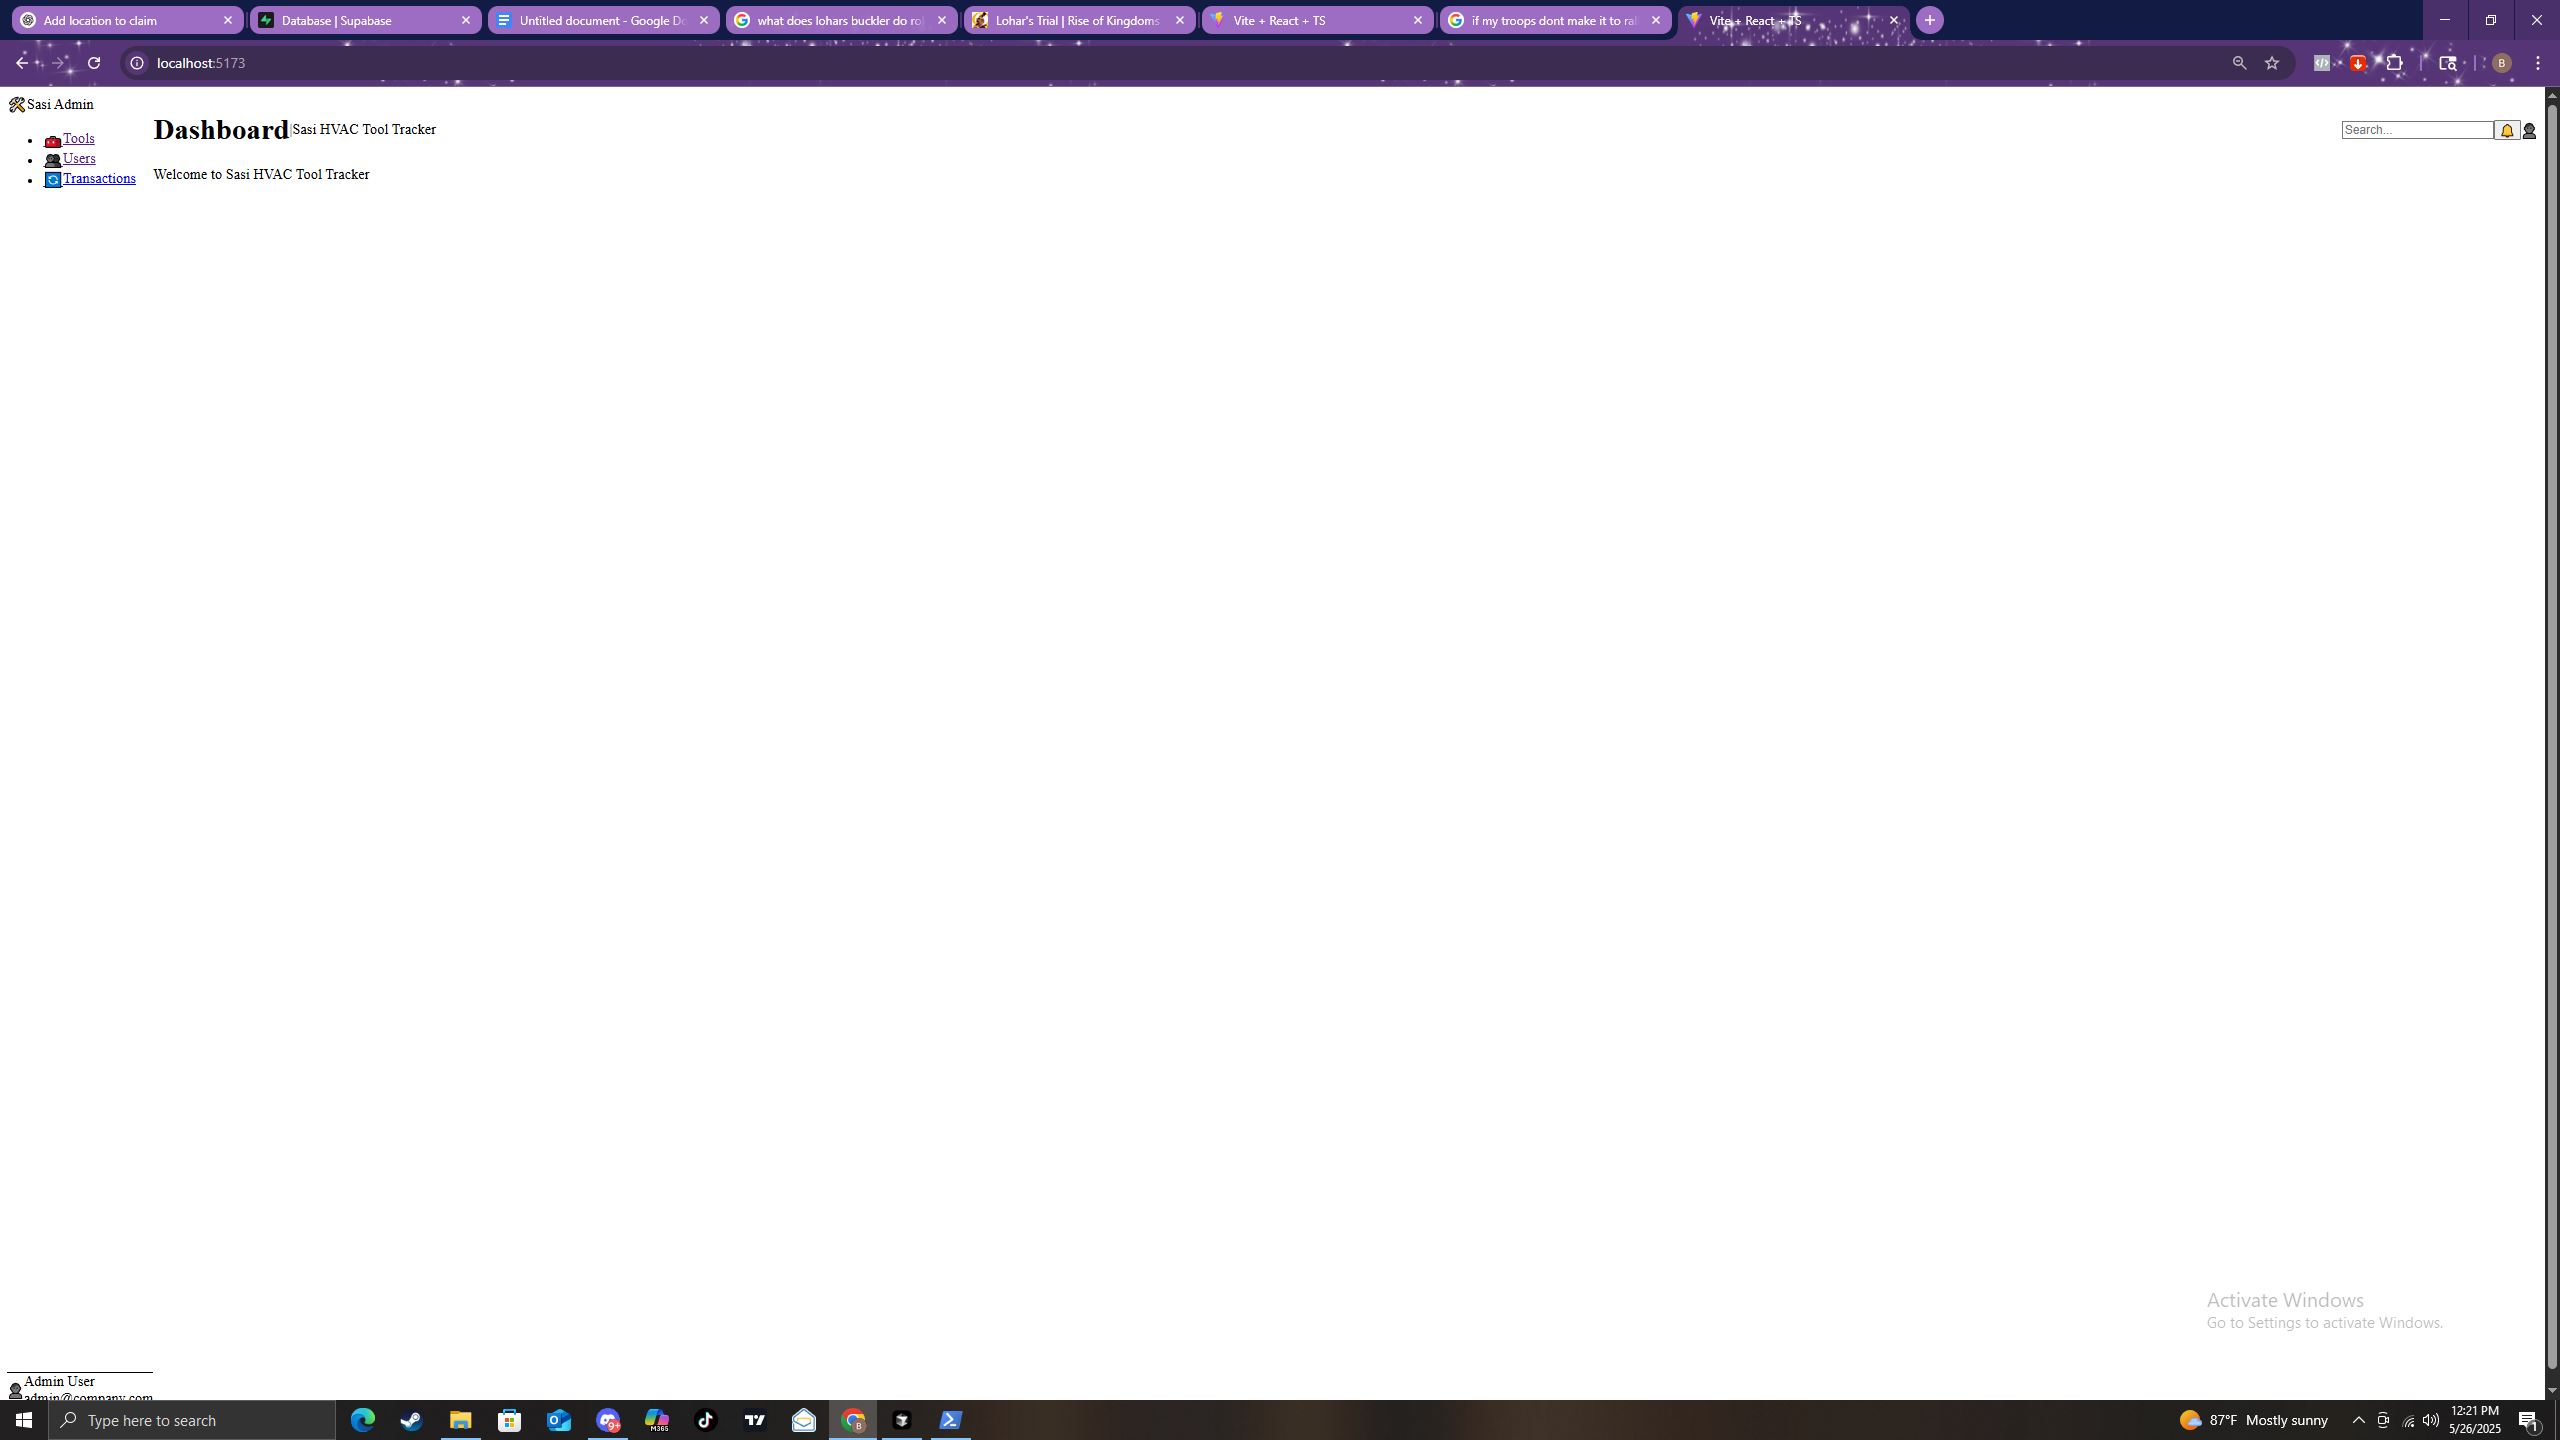 Add location to claim
Database | Supabase
Untitled document - Google Do
what does lohars buckler do ro
Lohar's Trial | Rise of Kingdoms
Vite + React + TS
if my troops dont make it to ral
Vite + React + TS
localhost:5173
B
Sasi Admin
Tools
Users
Transactions
Dashboard|Sasi HVAC Tool Tracker
Search...
Welcome to Sasi HVAC Tool Tracker
Activate Windows
Go to Settings to activate Windows.
Admin User
admin@company.com
Type here to search
9+
M365
B
87°F Mostly sunny
12:21 PM
5/26/2025
1